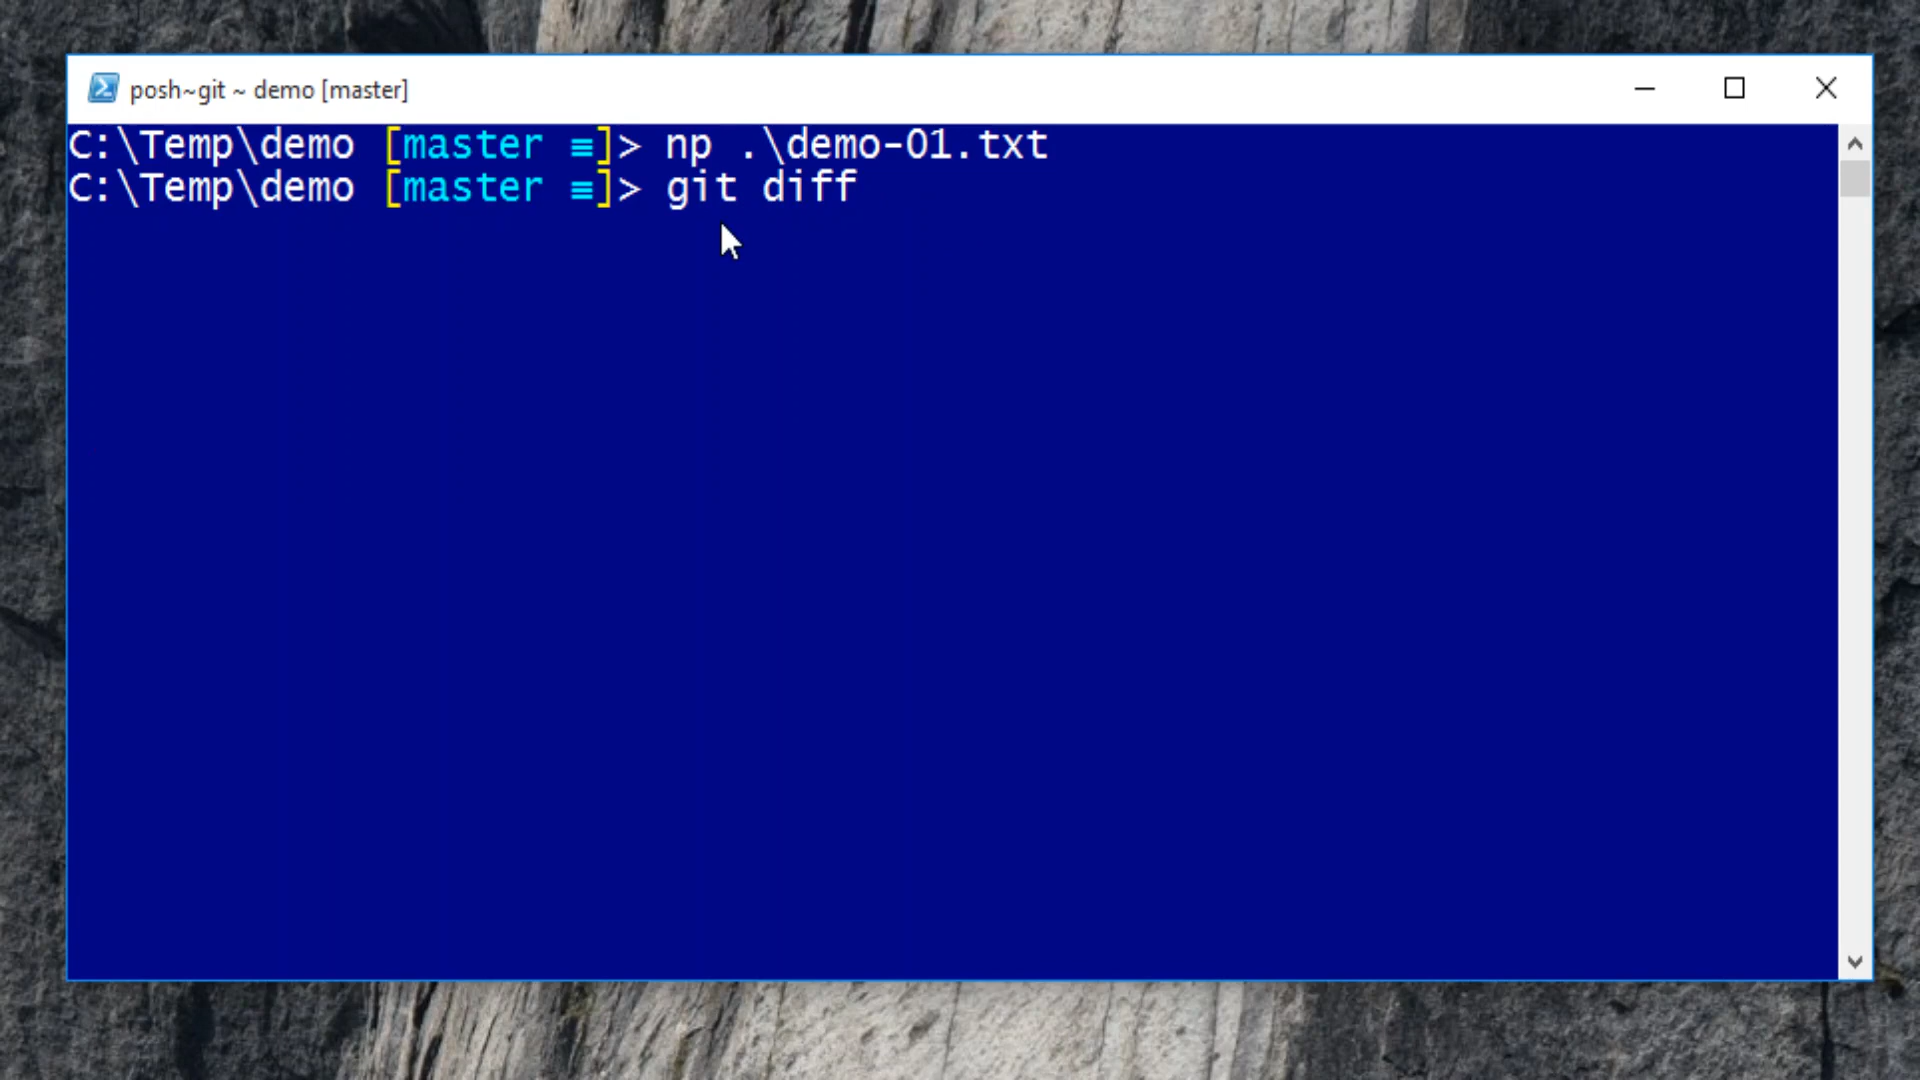 posh~git ~ demo [master]
C:\Temp\demo [master ≡]> np .\demo-01.txt
C:\Temp\demo [master ≡]> git diff